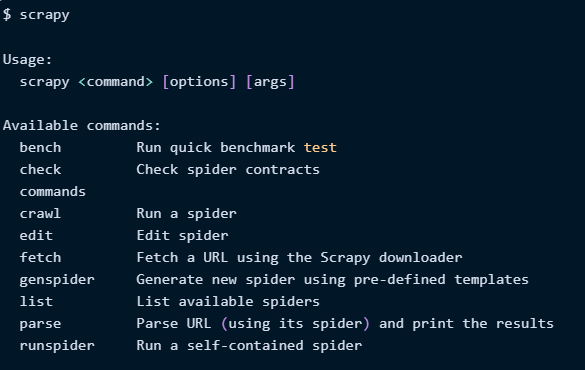 $ scrapy
Usage:
scrapy <command> [options] [args]
Available commands:
bench Run quick benchmark test
check Check spider contracts
commands
crawl Run a spider
edit Edit spider
fetch Fetch a URL using the Scrapy downloader
genspider Generate new spider using pre-defined templates
list List available spiders
parse Parse URL (using its spider) and print the results
runspider Run a self-contained spider